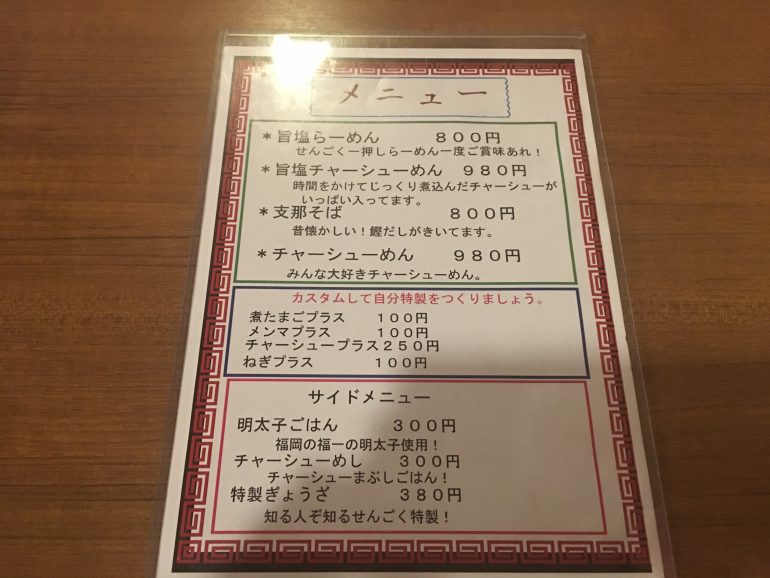 メニュー
＊旨塩らーめん　８００円
せんごく一押しらーめん一度ご賞味あれ！
＊旨塩チャーシューめん　９８０円
時間をかけてじっくり煮込んだチャーシューが
いっぱい入ってます。
＊支那そば　８００円
昔懐かしい！鰹だしがきいてます。
＊チャーシューめん　９８０円
みんな大好きチャーシューめん。
カスタムして自分特製をつくりましょう。
煮たまごプラス　１００円
メンマプラス　１００円
チャーシュープラス２５０円
ねぎプラス　１００円
サイドメニュー
明太子ごはん　３００円
福岡の福一の明太子使用！
チャーシューめし　３００円
チャーシューまぶしごはん！
特製ぎょうざ　３８０円
知る人ぞ知るせんごく特製！